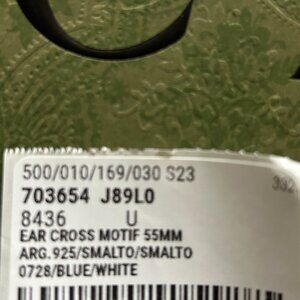 500/010/169/030 S23
703654 J89L0
8436 U
EAR CROSS MOTIF 55MM
ARG.925/SMALTO/SMALTO
0728/BLUE/WHITE